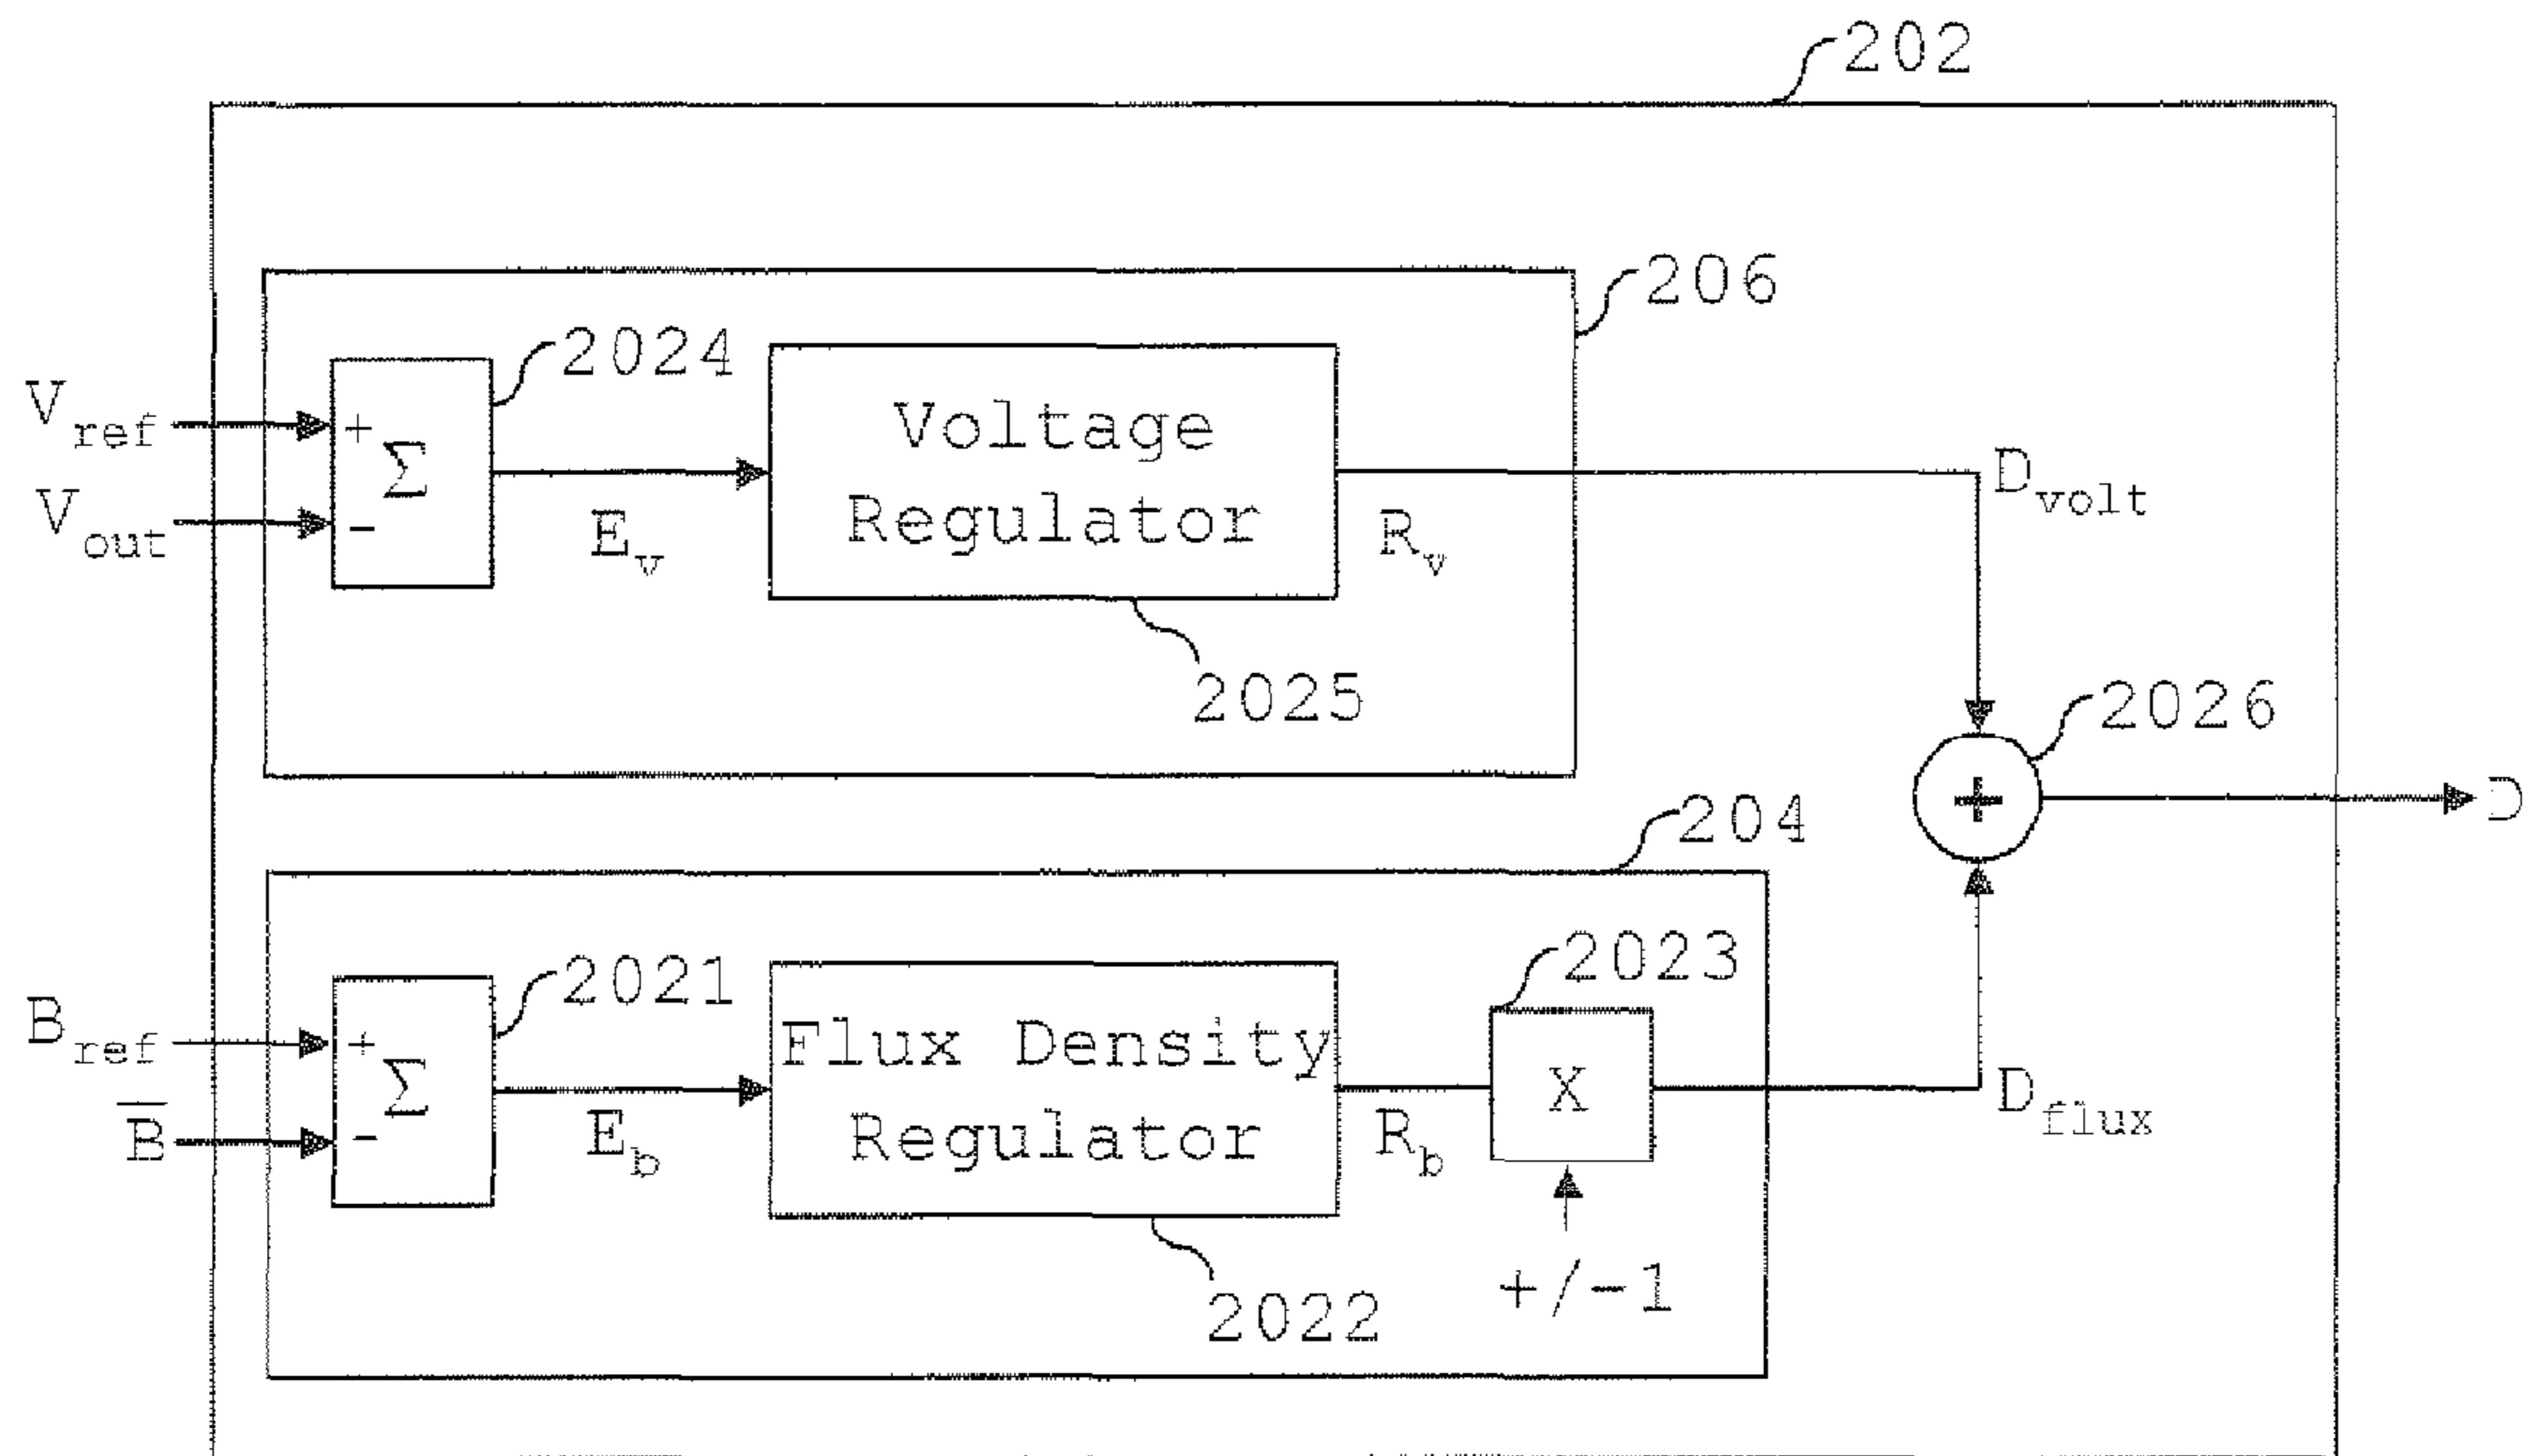 202
206
2024
V_ref
+
Σ
V_out
−
E_v
Voltage
Regulator
R_v
2025
D_volt
2026
+
D
204
2021
B_ref
+
Σ
B̅
−
E_b
Flux Density
Regulator
R_b
2022
2023
X
+/-1
D_flux